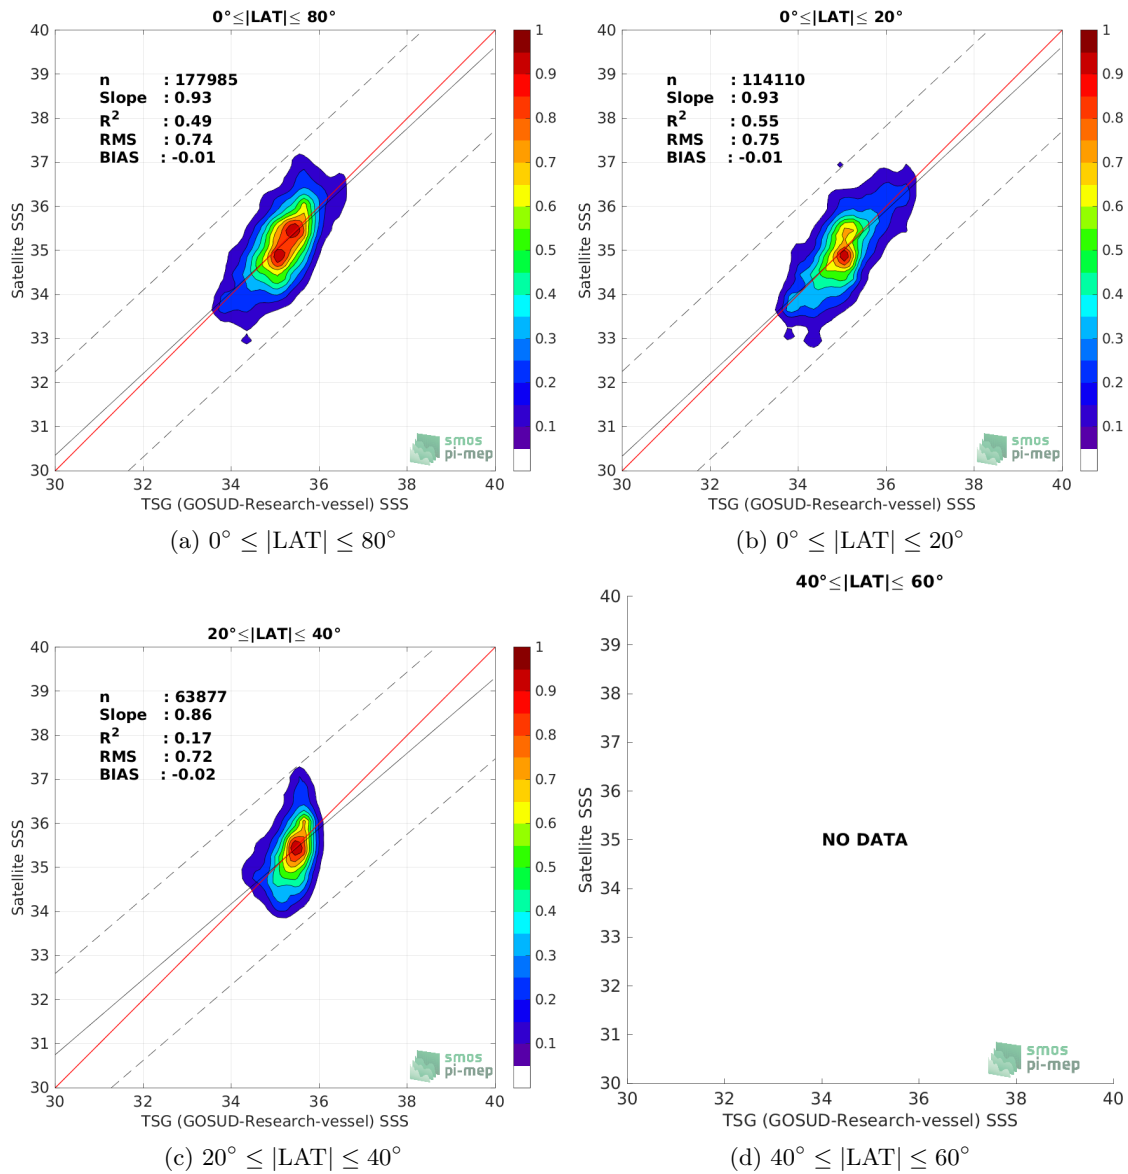 0°≤|LAT|≤ 80°
40
39
38
37
36
35
34
33
32
31
30
Satellite SSS
n : 177985
Slope : 0.93
R² : 0.49
RMS : 0.74
BIAS : -0.01
smos
pi-mep
30 32 34 36 38 40
TSG (GOSUD-Research-vessel) SSS
1
0.9
0.8
0.7
0.6
0.5
0.4
0.3
0.2
0.1
(a) 0° ≤ |LAT| ≤ 80°
0°≤|LAT|≤ 20°
40
39
38
37
36
35
34
33
32
31
30
Satellite SSS
n : 114110
Slope : 0.93
R² : 0.55
RMS : 0.75
BIAS : -0.01
smos
pi-mep
30 32 34 36 38 40
TSG (GOSUD-Research-vessel) SSS
1
0.9
0.8
0.7
0.6
0.5
0.4
0.3
0.2
0.1
(b) 0° ≤ |LAT| ≤ 20°
20°≤|LAT|≤ 40°
40
39
38
37
36
35
34
33
32
31
30
Satellite SSS
n : 63877
Slope : 0.86
R² : 0.17
RMS : 0.72
BIAS : -0.02
smos
pi-mep
30 32 34 36 38 40
TSG (GOSUD-Research-vessel) SSS
1
0.9
0.8
0.7
0.6
0.5
0.4
0.3
0.2
0.1
(c) 20° ≤ |LAT| ≤ 40°
40°≤|LAT|≤ 60°
40
39
38
37
36
35
34
33
32
31
30
Satellite SSS
NO DATA
smos
pi-mep
30 32 34 36 38 40
TSG (GOSUD-Research-vessel) SSS
(d) 40° ≤ |LAT| ≤ 60°